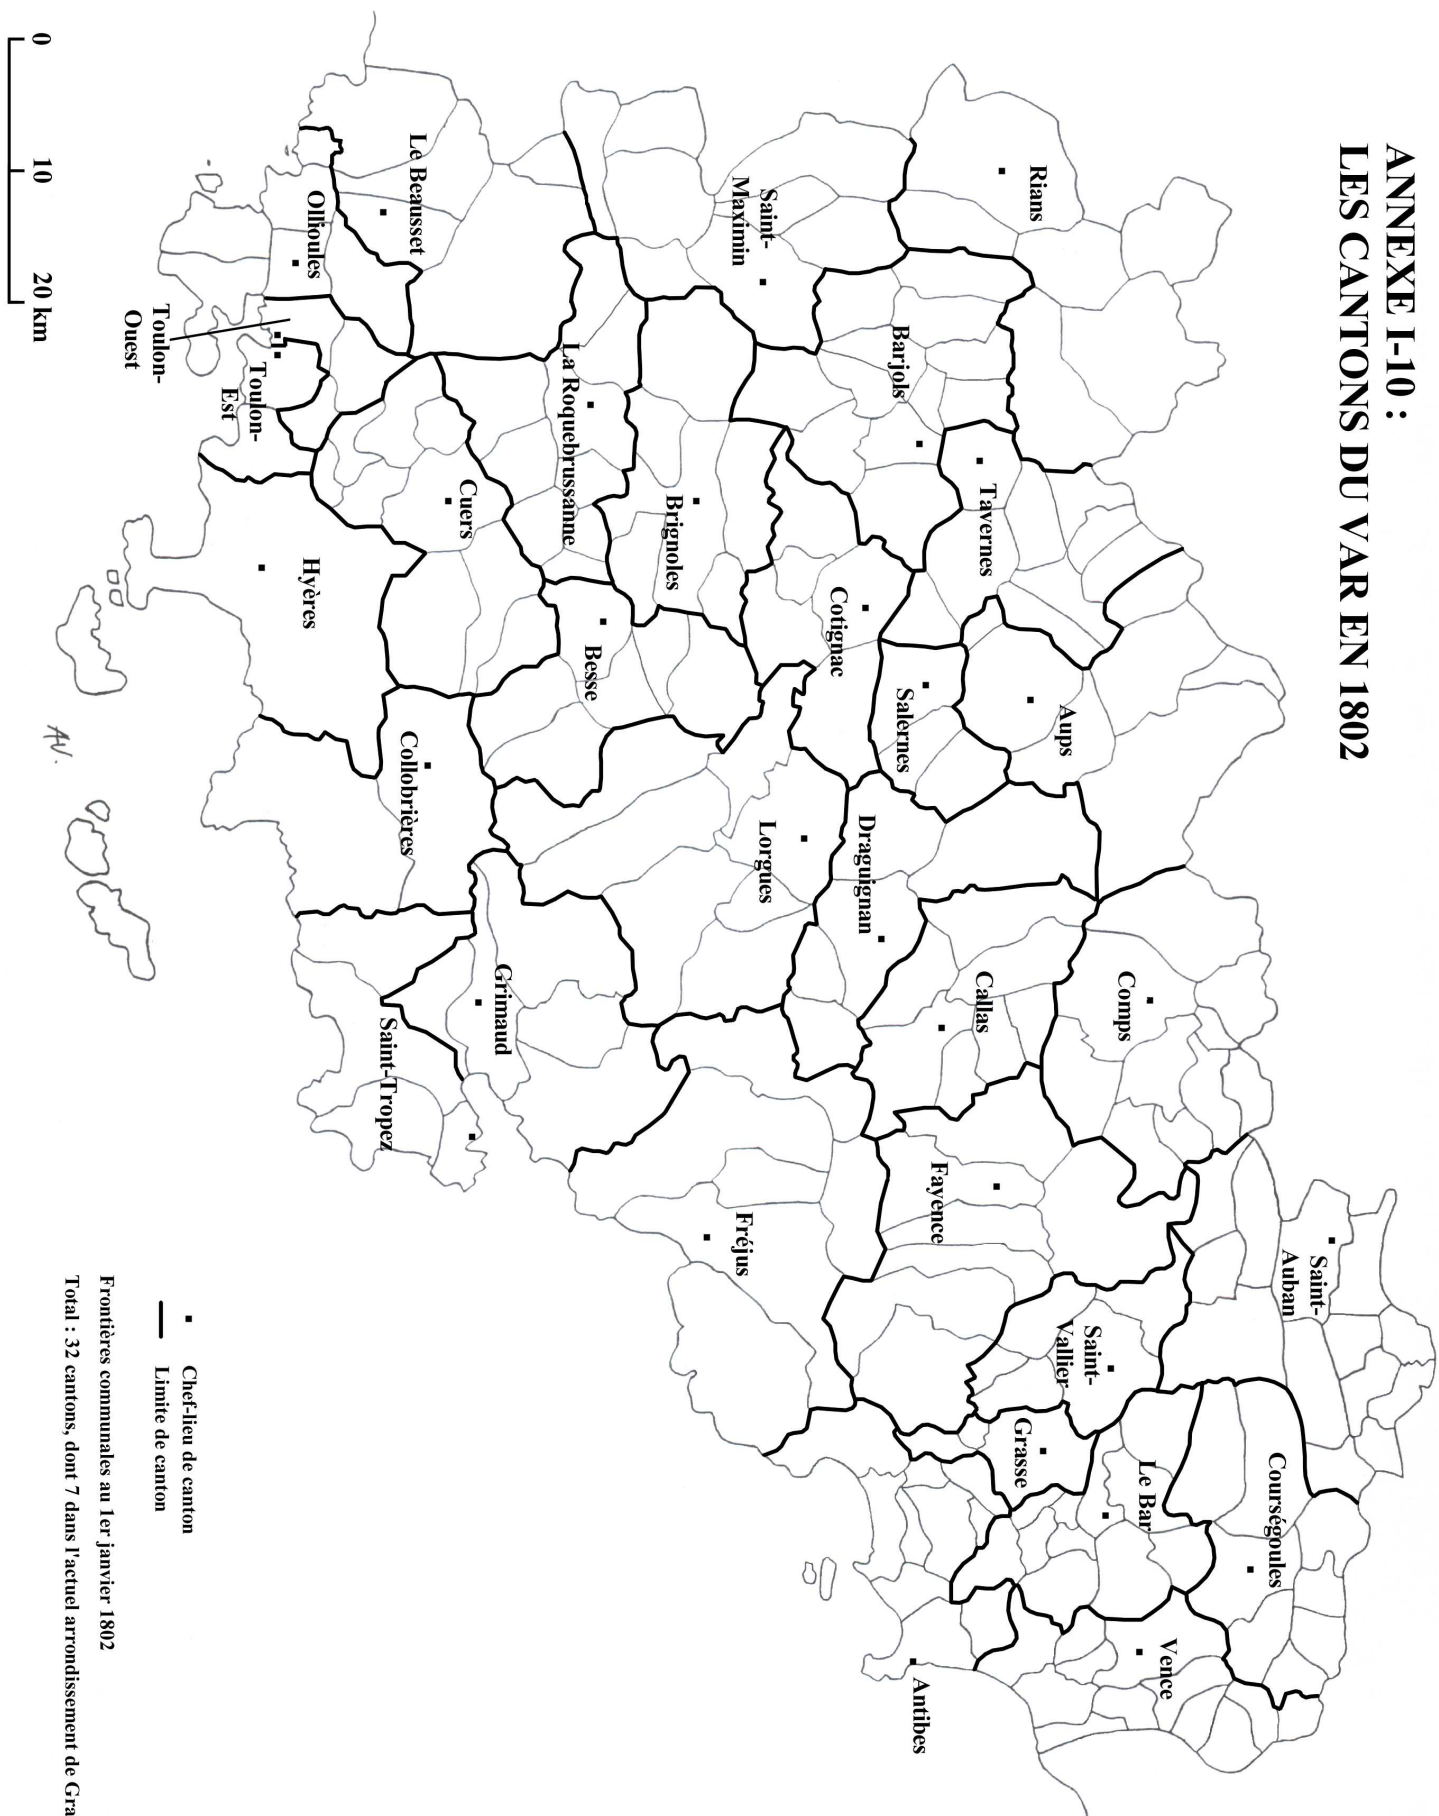 ANNEXE I-10 :
LES CANTONS DU VAR EN 1802
Rians
Saint-
Maximin
Barjols
Tavernes
Le Beausset
Ollioules
Toulon-
Ouest
Toulon-
Est
La Roquebrussanne
Cuers
Brignoles
Hyères
Besse
Cotignac
Salernes
Aups
Collobrières
Lorgues
Draguignan
Comps
Callas
Grimaud
Saint-Tropez
Fayence
Fréjus
Saint-
Auban
Saint-
Vallier
Grasse
Le Bar
Courségoules
Vence
Antibes
0 10 20 km
AV.
Chef-lieu de canton
Limite de canton
Frontières communales au 1er janvier 1802
Total : 32 cantons, dont 7 dans l'actuel arrondissement de Gra